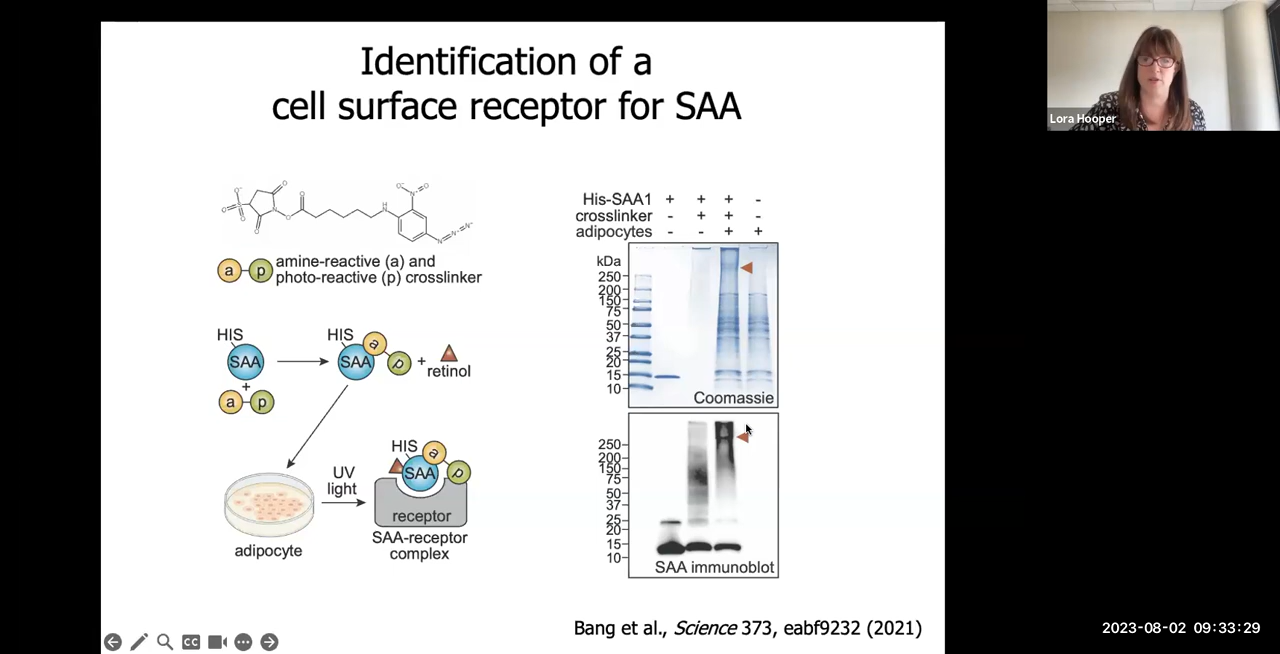 Identification of a
cell surface receptor for SAA
amine-reactive (a) and
photo-reactive (p) crosslinker
a
p
HIS
SAA
+
a
p
HIS
SAA
a
p
+
retinol
adipocyte
UV
light
HIS
SAA
a
p
receptor
SAA-receptor
complex
His-SAA1 + + + -
crosslinker - + + -
adipocytes - - + +
kDa
250
200
150
75
50
37
25
20
15
10
Coomassie
250
200
150
75
50
37
25
20
15
10
SAA immunoblot
Bang et al., Science 373, eabf9232 (2021)
CC
Lora Hooper
2023-08-02 09:33:29